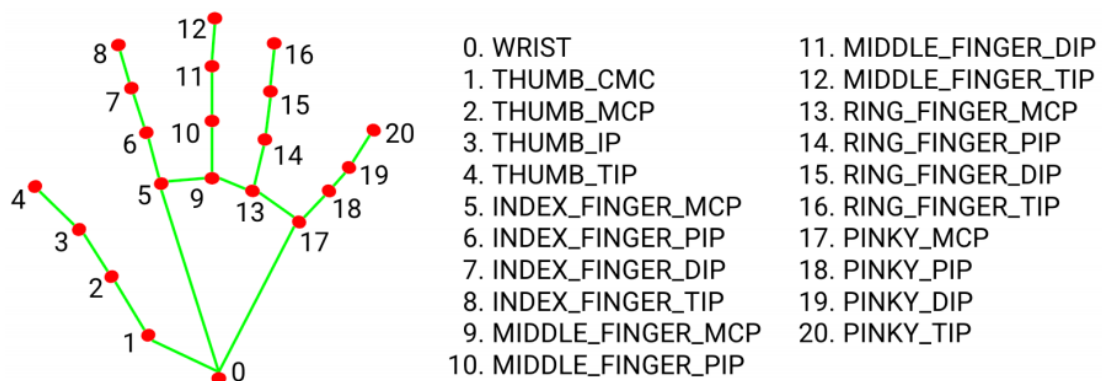 12
8
16
11
7
15
20
10
6
14
19
4
5
9
13
18
3
17
2
1
0
0. WRIST
1. THUMB_CMC
2. THUMB_MCP
3. THUMB_IP
4. THUMB_TIP
5. INDEX_FINGER_MCP
6. INDEX_FINGER_PIP
7. INDEX_FINGER_DIP
8. INDEX_FINGER_TIP
9. MIDDLE_FINGER_MCP
10. MIDDLE_FINGER_PIP
11. MIDDLE_FINGER_DIP
12. MIDDLE_FINGER_TIP
13. RING_FINGER_MCP
14. RING_FINGER_PIP
15. RING_FINGER_DIP
16. RING_FINGER_TIP
17. PINKY_MCP
18. PINKY_PIP
19. PINKY_DIP
20. PINKY_TIP